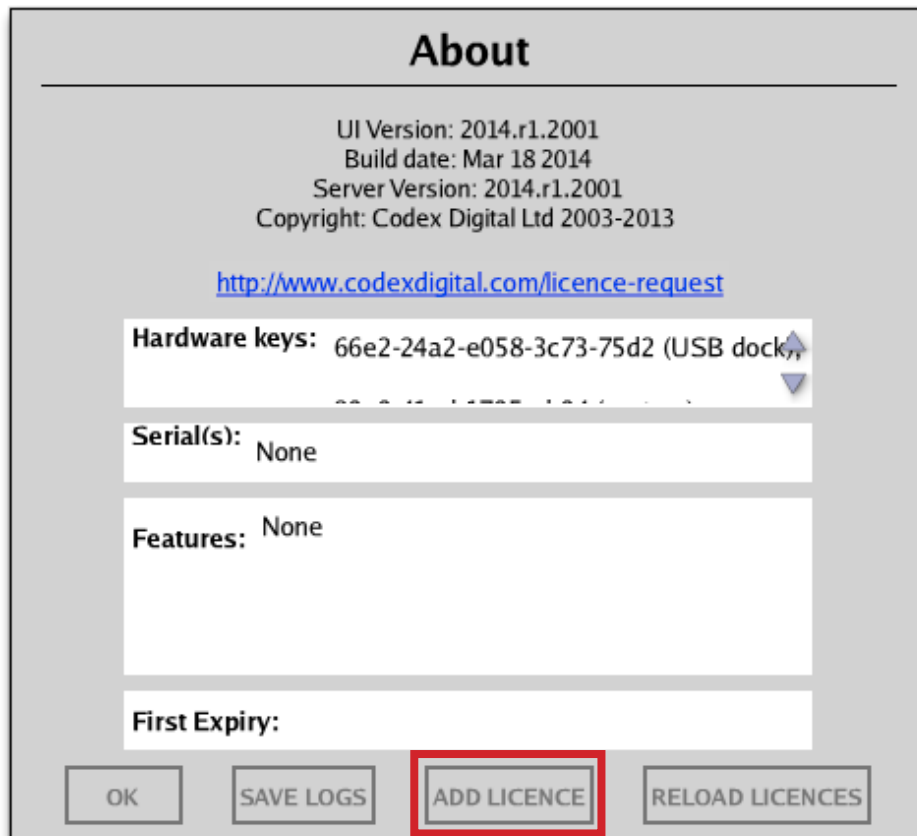 About
UI Version: 2014.r1.2001
Build date: Mar 18 2014
Server Version: 2014.r1.2001
Copyright: Codex Digital Ltd 2003-2013
http://www.codexdigital.com/licence-request
Hardware keys: 66e2-24a2-e058-3c73-75d2 (USB dock),
Serial(s): None
Features: None
First Expiry:
OK SAVE LOGS ADD LICENCE RELOAD LICENCES